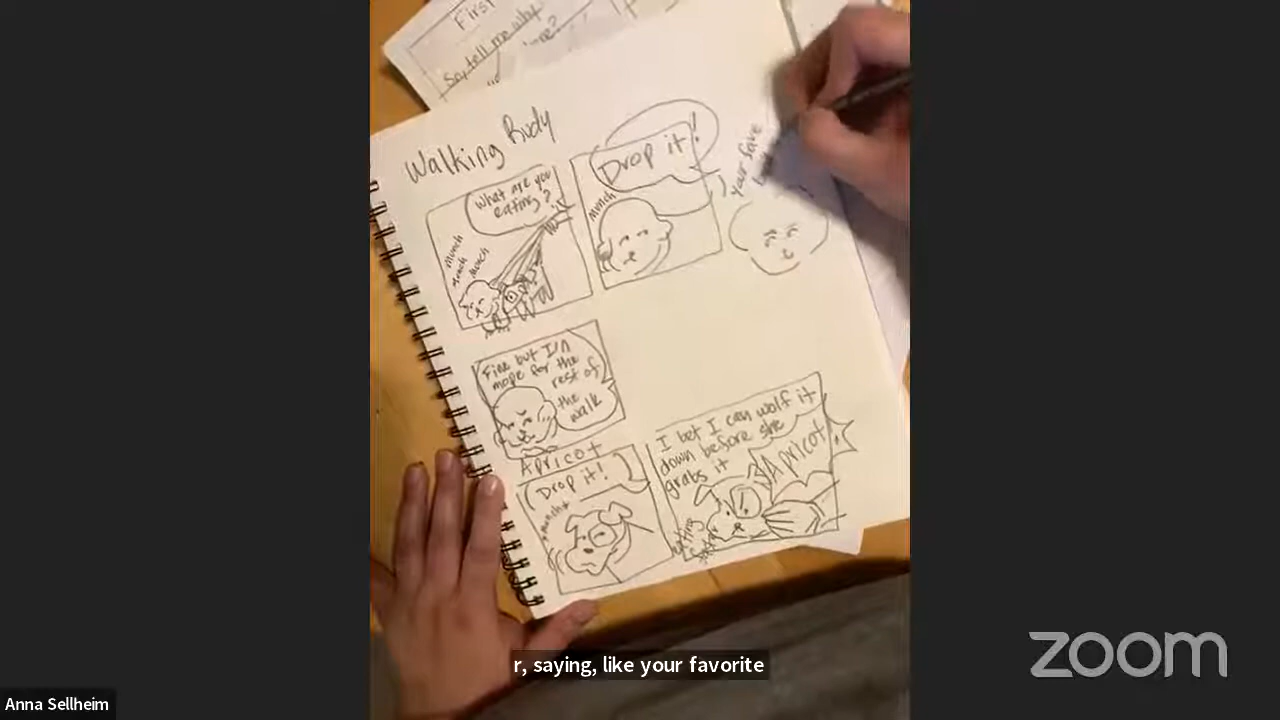 First
So, tell me why
Walking Rudy
What are you
eating?
munch
munch
munch
Drop it!
munch
your fave
Fine but I'll
mope for the
rest of
the
walk
APricot
Drop it!
munch
I bet I can wolf it
down before she
grabs it
Apricot!
r, saying, like your favorite
Anna Sellheim
zoom